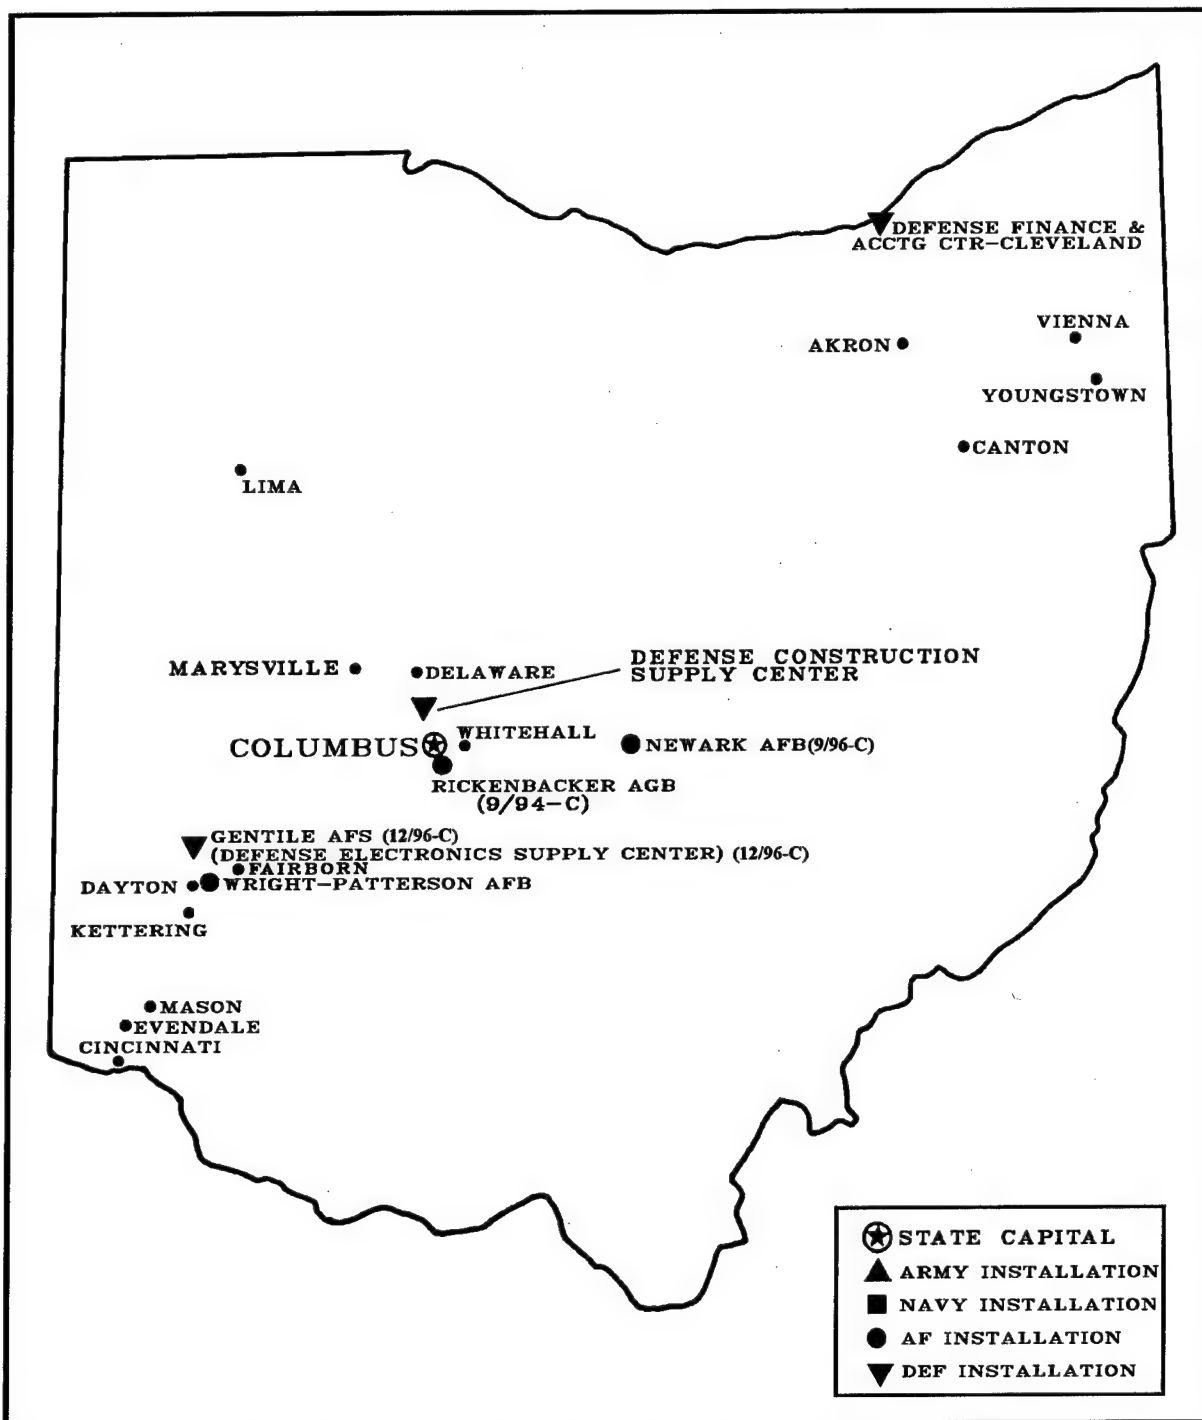 DEFENSE FINANCE &
ACCTG CTR-CLEVELAND
VIENNA
AKRON
YOUNGSTOWN
CANTON
LIMA
MARYSVILLE
DELAWARE
DEFENSE CONSTRUCTION
SUPPLY CENTER
WHITEHALL
COLUMBUS
NEWARK AFB(9/96-C)
RICKENBACKER AGB
(9/94-C)
GENTILE AFS (12/96-C)
(DEFENSE ELECTRONICS SUPPLY CENTER) (12/96-C)
FAIRBORN
DAYTON
WRIGHT-PATTERSON AFB
KETTERING
MASON
EVENDALE
CINCINNATI
STATE CAPITAL
ARMY INSTALLATION
NAVY INSTALLATION
AF INSTALLATION
DEF INSTALLATION